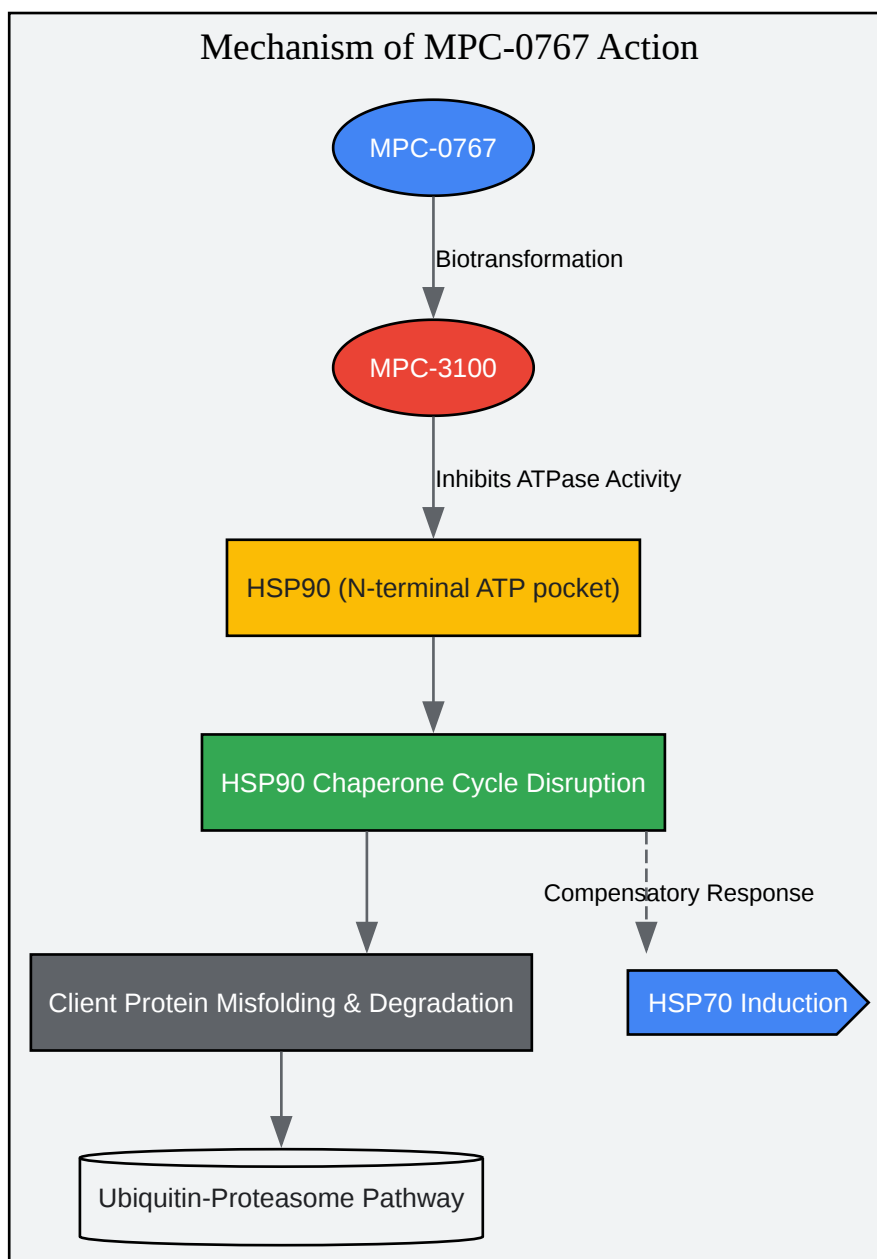 Mechanism of MPC-0767 Action
MPC-0767
Biotransformation
MPC-3100
Inhibits ATPase Activity
HSP90 (N-terminal ATP pocket)
HSP90 Chaperone Cycle Disruption
Compensatory Response
Client Protein Misfolding & Degradation
HSP70 Induction
Ubiquitin-Proteasome Pathway